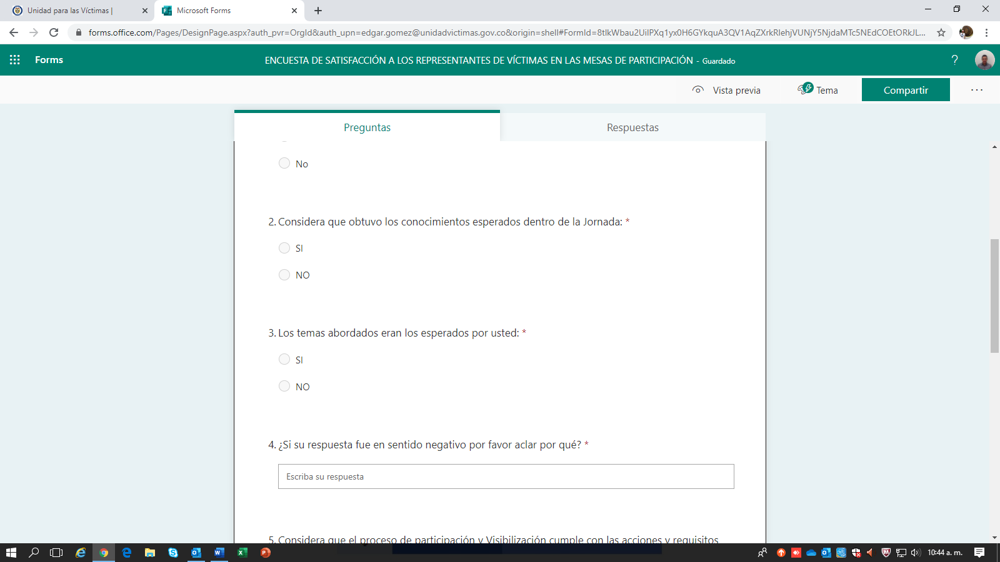 Unidad para las Víctimas |
Microsoft Forms
forms.office.com/Pages/DesignPage.aspx?auth_pvr=OrgId&auth_upn=edgar.gomez@unidadvictimas.gov.co&origin=shell#FormId=8tIkWbau2UilPXq1yx0H6GYkquA3QV1AqZXrkRlehjVUNjY5NjdaMTc5NEdCOEtORkJL...
Forms
ENCUESTA DE SATISFACCIÓN A LOS REPRESENTANTES DE VÍCTIMAS EN LAS MESAS DE PARTICIPACIÓN - Guardado
?
Vista previa
Tema
Compartir
...
Preguntas
Respuestas
No
2. Considera que obtuvo los conocimientos esperados dentro de la Jornada: *
SI
NO
3. Los temas abordados eran los esperados por usted: *
SI
NO
4. ¿Si su respuesta fue en sentido negativo por favor aclar por qué? *
Escriba su respuesta
5. Considera que el proceso de participación y Visibilización cumple con las acciones y requisitos
10:44 a. m.